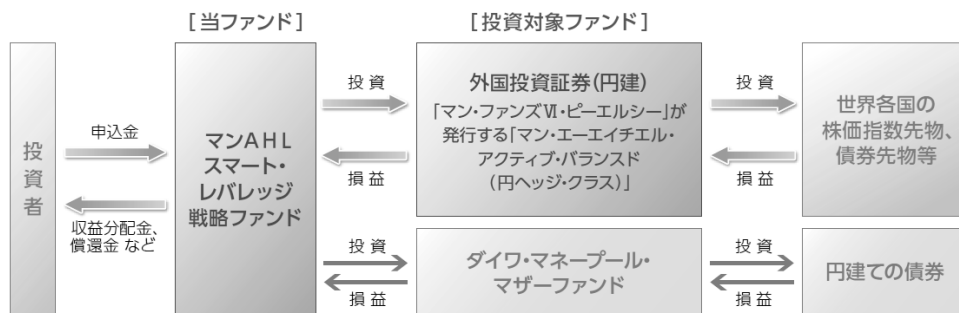 [当ファンド]
[投資対象ファンド]
投資者
申込金
収益分配金、
償還金 など
マンAHL
スマート・
レバレッジ
戦略ファンド
投 資
損 益
外国投資証券(円建)
「マン・ファンズⅥ・ピーエルシー」が
発行する「マン・エーエイチエル・
アクティブ・バランスド
(円ヘッジ・クラス)」
投 資
損 益
世界各国の
株価指数先物、
債券先物等
投 資
損 益
ダイワ・マネープール・
マザーファンド
投 資
損 益
円建ての債券